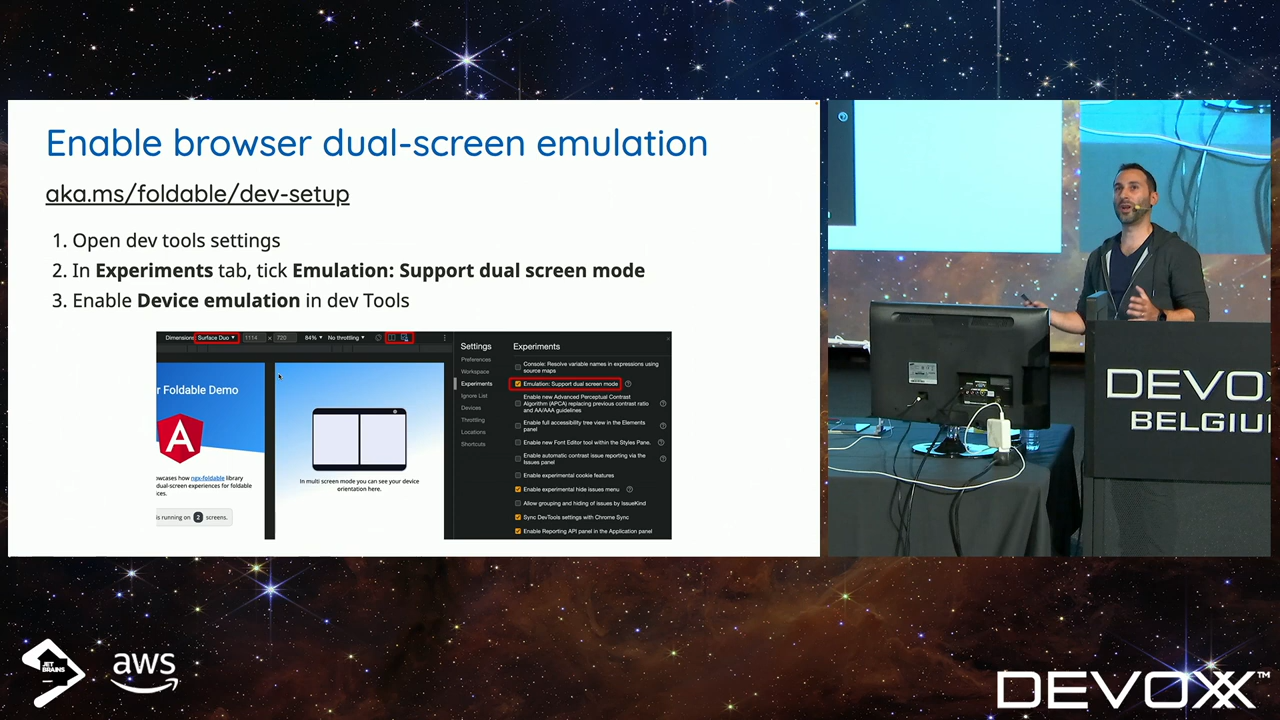 Enable browser dual-screen emulation
aka.ms/foldable/dev-setup
1. Open dev tools settings
2. In Experiments tab, tick Emulation: Support dual screen mode
3. Enable Device emulation in dev Tools
Dimensions Surface Duo ▾ 1114 × 720 84% ▾ No throttling ▾
r Foldable Demo
A
owcases how ngx-foldable library
dual-screen experiences for foldable
ices.
is running on 2 screens.
In multi screen mode you can see your device
orientation here.
Settings
Preferences
Workspace
Experiments
Ignore List
Devices
Throttling
Locations
Shortcuts
Experiments
Console: Resolve variable names in expressions using
source maps
Emulation: Support dual screen mode
Enable new Advanced Perceptual Contrast
Algorithm (APCA) replacing previous contrast ratio
and AA/AAA guidelines
Enable full accessibility tree view in the Elements
panel
Enable new Font Editor tool within the Styles Pane.
Enable automatic contrast issue reporting via the
Issues panel
Enable experimental cookie features
Enable experimental hide issues menu
Allow grouping and hiding of issues by IssueKind
Sync DevTools settings with Chrome Sync
Enable Reporting API panel in the Application panel
DEVOX
BELGIU
JET
BRAINS
aws
DEVOXX™